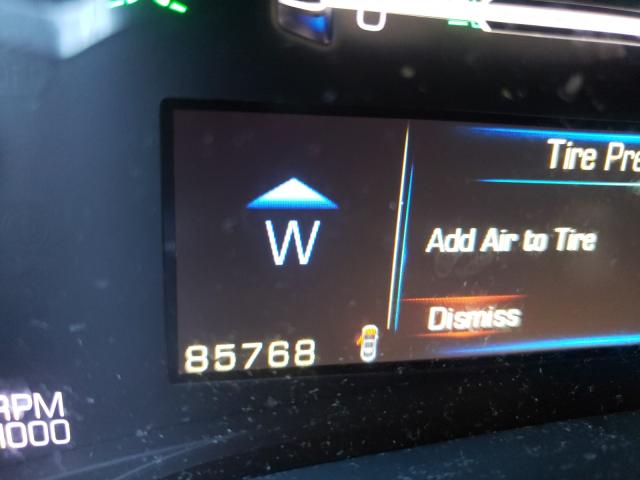 Tire Pre
W
Add Air to Tire
Dismiss
85768
RPM
1000